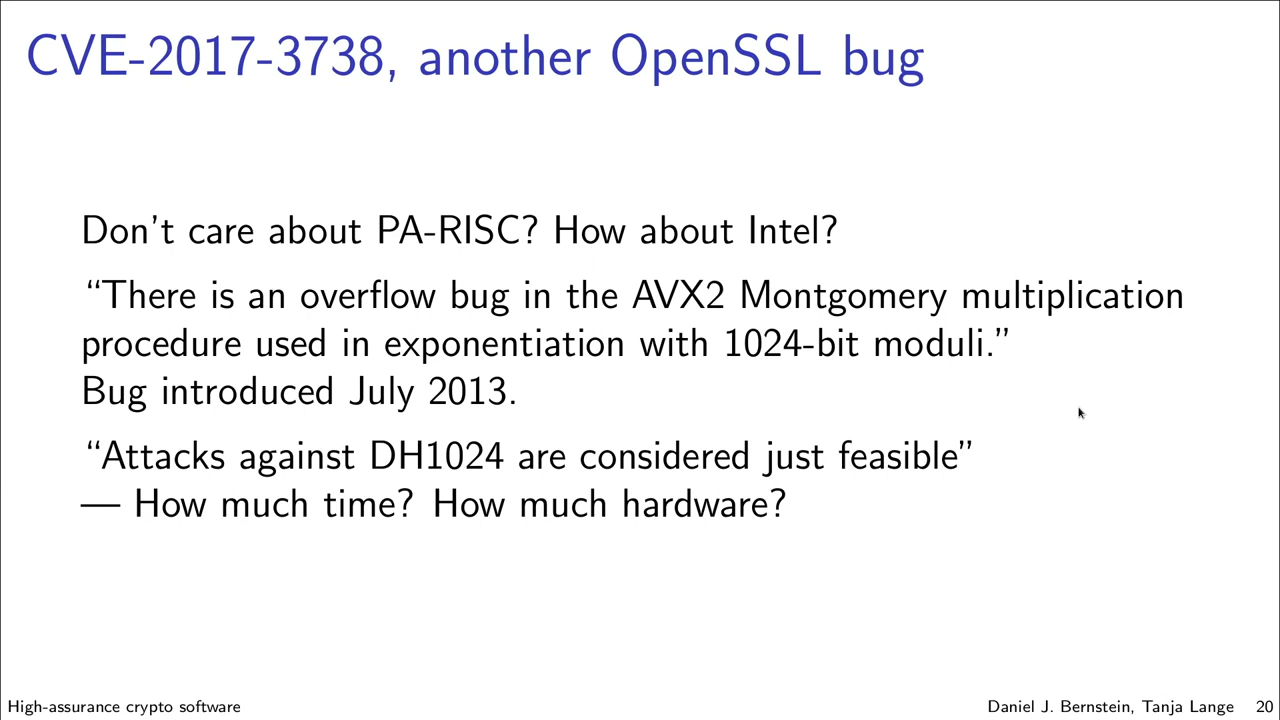 CVE-2017-3738, another OpenSSL bug
Don’t care about PA-RISC? How about Intel?
“There is an overflow bug in the AVX2 Montgomery multiplication
procedure used in exponentiation with 1024-bit moduli.”
Bug introduced July 2013.
“Attacks against DH1024 are considered just feasible”
— How much time? How much hardware?
High-assurance crypto software
Daniel J. Bernstein, Tanja Lange 20